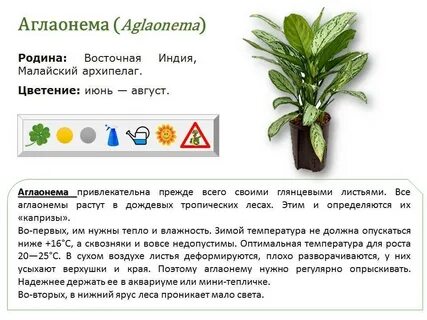 Аглаонема (Aglaonema)
Родина: Восточная Индия,
Малайский архипелаг.
Цветение: июнь — август.
Аглаонема привлекательна прежде всего своими глянцевыми листьями. Все
аглаонемы растут в дождевых тропических лесах. Этим и определяются их
«капризы».
Во-первых, им нужны тепло и влажность. Зимой температура не должна опускаться
ниже +16°С, а сквозняки и вовсе недопустимы. Оптимальная температура для роста
20—25°С. В сухом воздухе листья деформируются, плохо разворачиваются, у них
усыхают верхушки и края. Поэтому аглаонему нужно регулярно опрыскивать.
Надежнее держать ее в аквариуме или мини-тепличке.
Во-вторых, в нижний ярус леса проникает мало света.